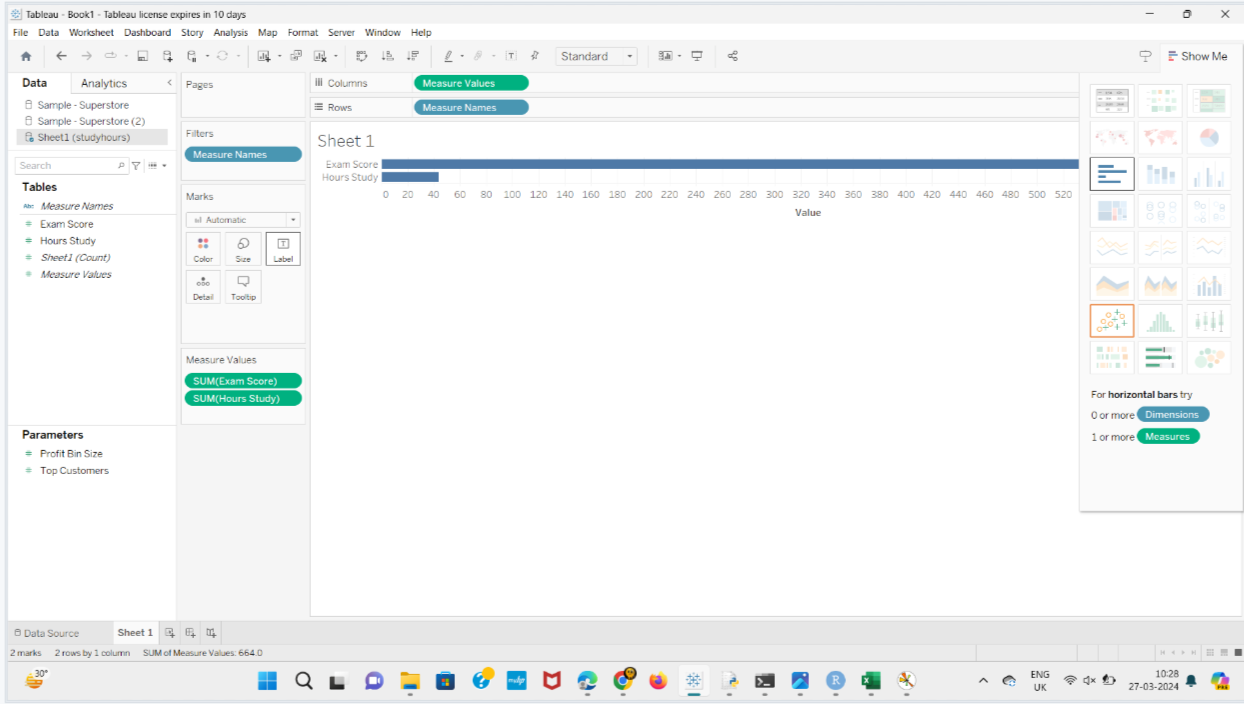 Tableau - Book1 - Tableau license expires in 10 days
File Data Worksheet Dashboard Story Analysis Map Format Server Window Help
Standard
Show Me
Data Analytics
Sample - Superstore
Sample - Superstore (2)
Sheet1 (studyhours)
Search
Tables
Abc Measure Names
Exam Score
Hours Study
Sheet1 (Count)
Measure Values
Parameters
Profit Bin Size
Top Customers
Pages
Filters
Measure Names
Marks
Automatic
Color Size Label
Detail Tooltip
Measure Values
SUM(Exam Score)
SUM(Hours Study)
Columns Measure Values
Rows Measure Names
Sheet 1
Exam Score
Hours Study
0 20 40 60 80 100 120 140 160 180 200 220 240 260 280 300 320 340 360 380 400 420 440 460 480 500 520
Value
For horizontal bars try
0 or more Dimensions
1 or more Measures
Data Source Sheet 1
2 marks 2 rows by 1 column SUM of Measure Values: 664.0
30°
ENG
UK
10:28
27-03-2024